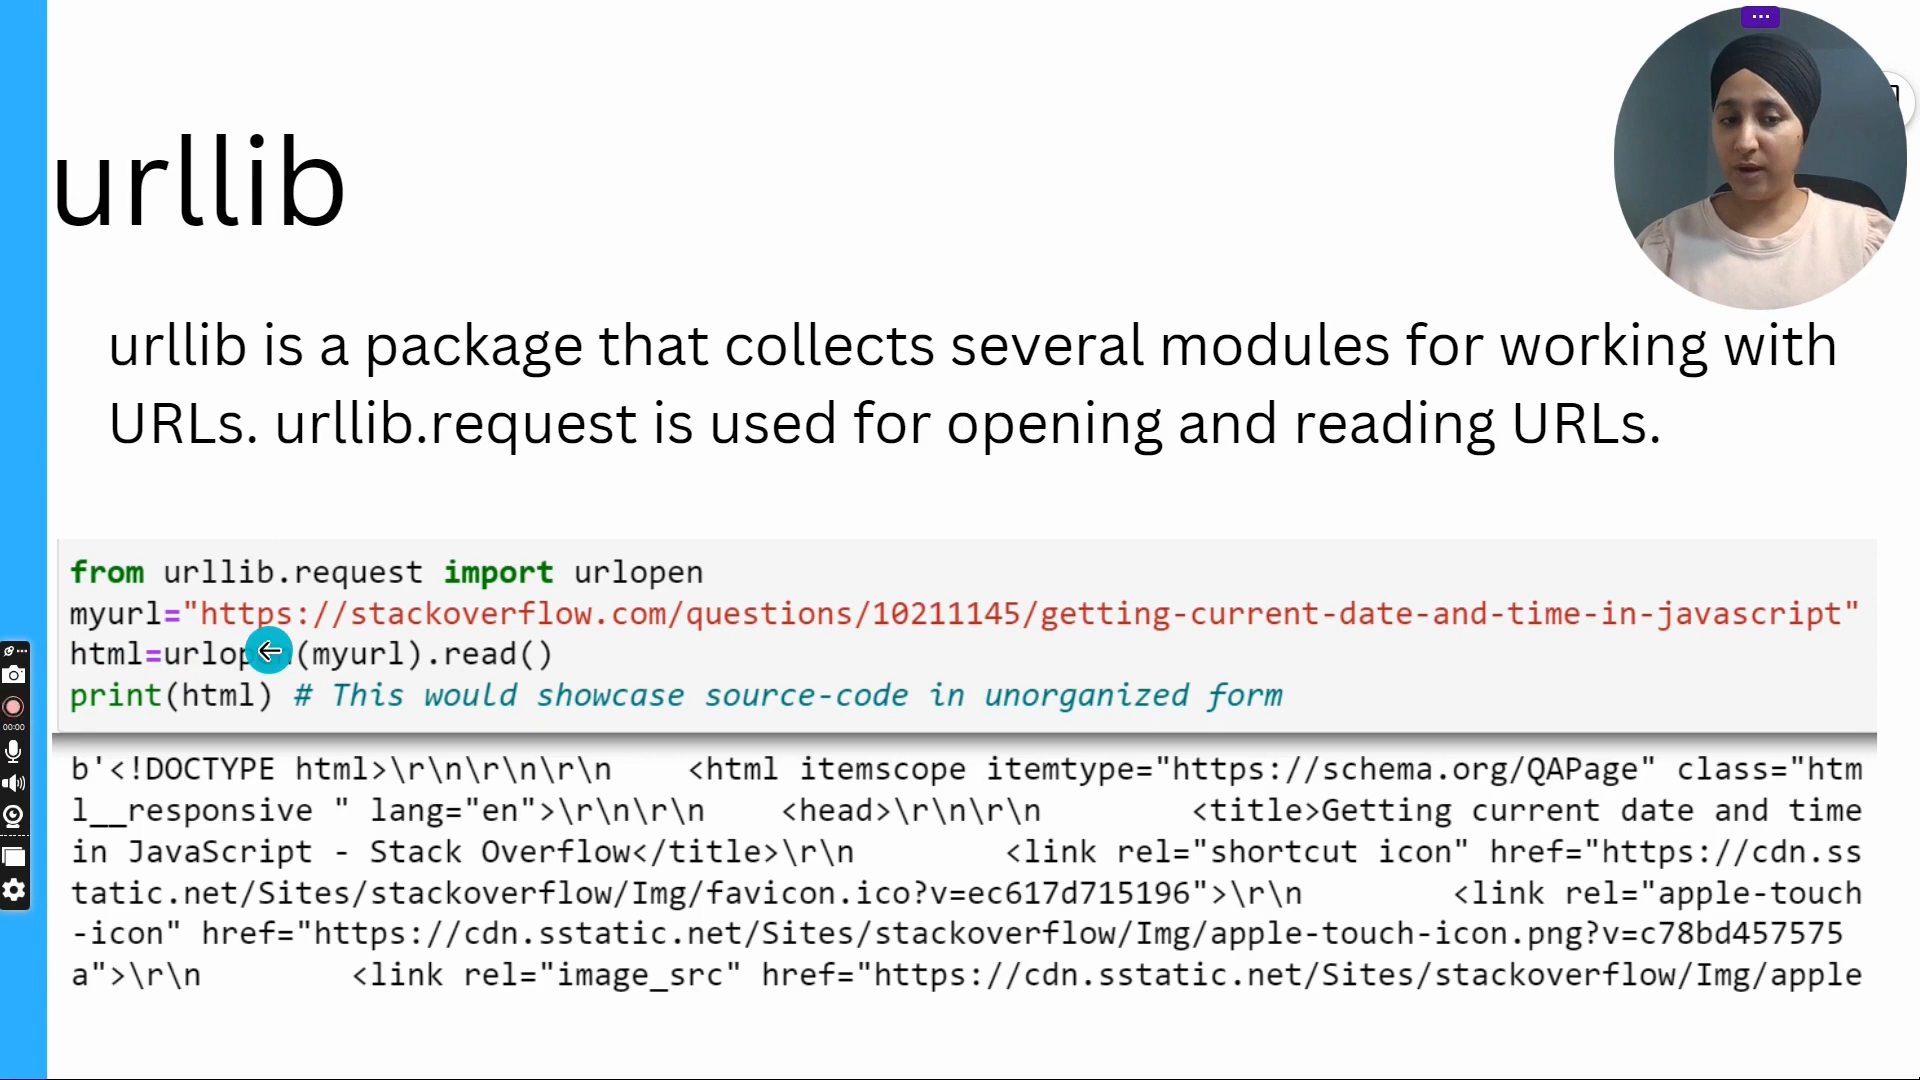 urllib
urllib is a package that collects several modules for working with
URLs. urllib.request is used for opening and reading URLs.
from urllib.request import urlopen
myurl="https://stackoverflow.com/questions/10211145/getting-current-date-and-time-in-javascript"
html=urlopen(myurl).read()
print(html) # This would showcase source-code in unorganized form
b'<!DOCTYPE html>\r\n\r\n\r\n    <html itemscope itemtype="https://schema.org/QAPage" class="htm
l__responsive " lang="en">\r\n\r\n    <head>\r\n\r\n        <title>Getting current date and time
in JavaScript - Stack Overflow</title>\r\n        <link rel="shortcut icon" href="https://cdn.ss
tatic.net/Sites/stackoverflow/Img/favicon.ico?v=ec617d715196">\r\n        <link rel="apple-touch
-icon" href="https://cdn.sstatic.net/Sites/stackoverflow/Img/apple-touch-icon.png?v=c78bd457575
a">\r\n        <link rel="image_src" href="https://cdn.sstatic.net/Sites/stackoverflow/Img/apple
00:00